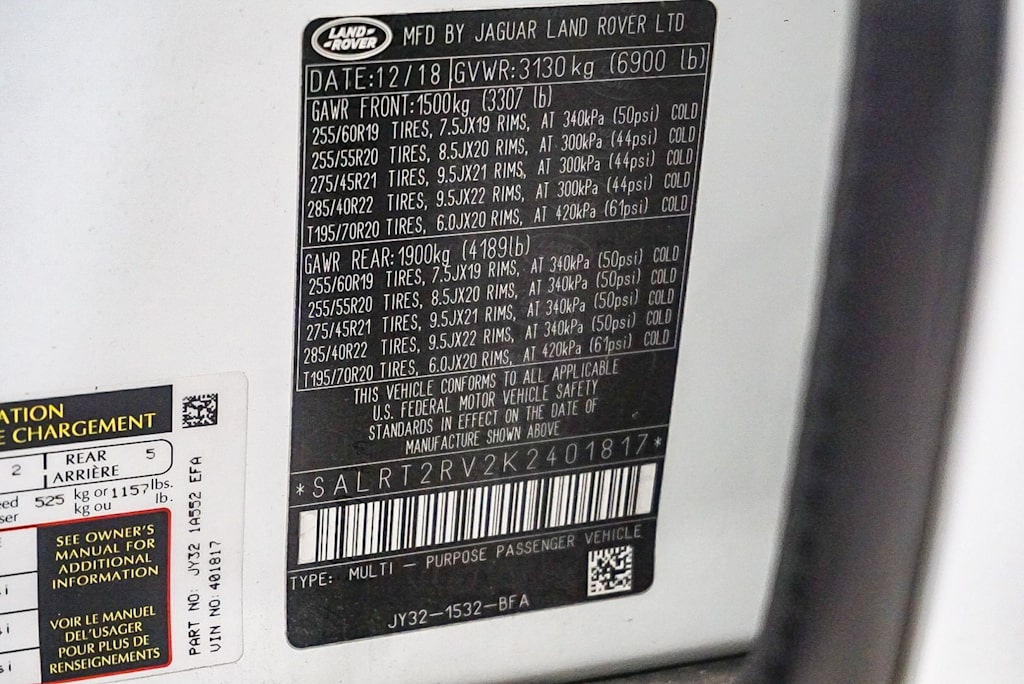 LAND-
-ROVER
MFD BY JAGUAR LAND ROVER LTD
DATE:12/18 GVWR:3130kg (6900 lb)
GAWR FRONT:1500kg (3307 lb)
255/60R19 TIRES, 7.5JX19 RIMS, AT 340kPa (50psi) COLD
255/55R20 TIRES, 8.5JX20 RIMS, AT 300kPa (44psi) COLD
275/45R21 TIRES, 9.5JX21 RIMS, AT 300kPa (44psi) COLD
285/40R22 TIRES, 9.5JX22 RIMS, AT 300kPa (44psi) COLD
T195/70R20 TIRES, 6.0JX20 RIMS, AT 420kPa (61psi) COLD
GAWR REAR:1900kg (4189lb)
255/60R19 TIRES, 7.5JX19 RIMS, AT 340kPa (50psi) COLD
255/55R20 TIRES, 8.5JX20 RIMS, AT 340kPa (50psi) COLD
275/45R21 TIRES, 9.5JX21 RIMS, AT 340kPa (50psi) COLD
285/40R22 TIRES, 9.5JX22 RIMS, AT 340kPa (50psi) COLD
T195/70R20 TIRES, 6.0JX20 RIMS, AT 420kPa (61psi) COLD
THIS VEHICLE CONFORMS TO ALL APPLICABLE
U.S. FEDERAL MOTOR VEHICLE SAFETY
STANDARDS IN EFFECT ON THE DATE OF
MANUFACTURE SHOWN ABOVE
*SALRT2RV2K2401817*
TYPE: MULTI - PURPOSE PASSENGER VEHICLE
JY32-1532-BFA
ATION
E CHARGEMENT
2 REAR 5
ARRIÈRE
eed 525 kg or 1157 lbs.
ser kg ou lb.
SEE OWNER'S
MANUAL FOR
ADDITIONAL
INFORMATION
VOIR LE MANUEL
DEL'USAGER
POUR PLUS DE
RENSEIGNEMENTS
PART NO: JY32 1A552 EFA
VIN NO: 401817